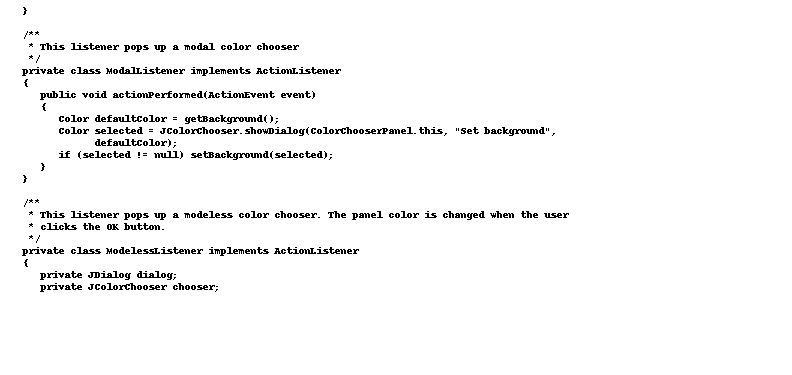 }
/**
* This listener pops up a modal color chooser
*/
private class ModalListener implements ActionListener
{
public void actionPerformed(ActionEvent event)
{
Color defaultColor = getBackground();
Color selected = JColorChooser.showDialog(ColorChooserPanel.this, "Set background",
defaultColor);
if (selected != null) setBackground(selected);
}
}
/**
* This listener pops up a modeless color chooser. The panel color is changed when the user
* clicks the OK button.
*/
private class ModelessListener implements ActionListener
{
private JDialog dialog;
private JColorChooser chooser;